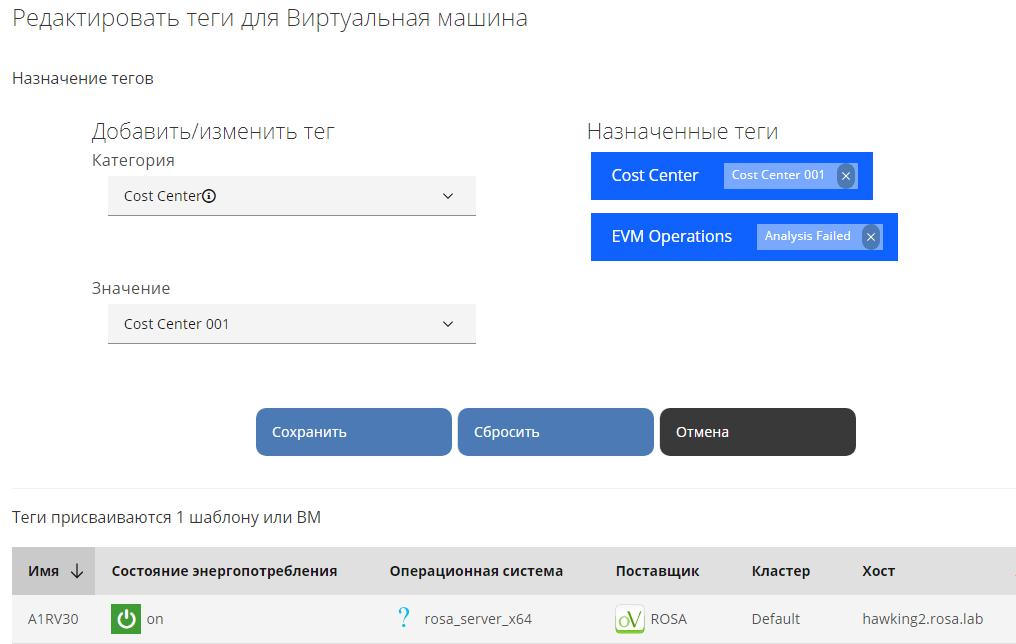 Редактировать теги для Виртуальная машина
Назначение тегов
Добавить/изменить тег
Категория
Cost Center
Значение
Cost Center 001
Назначенные теги
Cost Center Cost Center 001
EVM Operations Analysis Failed
Сохранить Сбросить Отмена
Теги присваиваются 1 шаблону или ВМ
Имя Состояние энергопотребления Операционная система Поставщик Кластер Хост
A1RV30 on rosa_server_x64 oV ROSA Default hawking2.rosa.lab